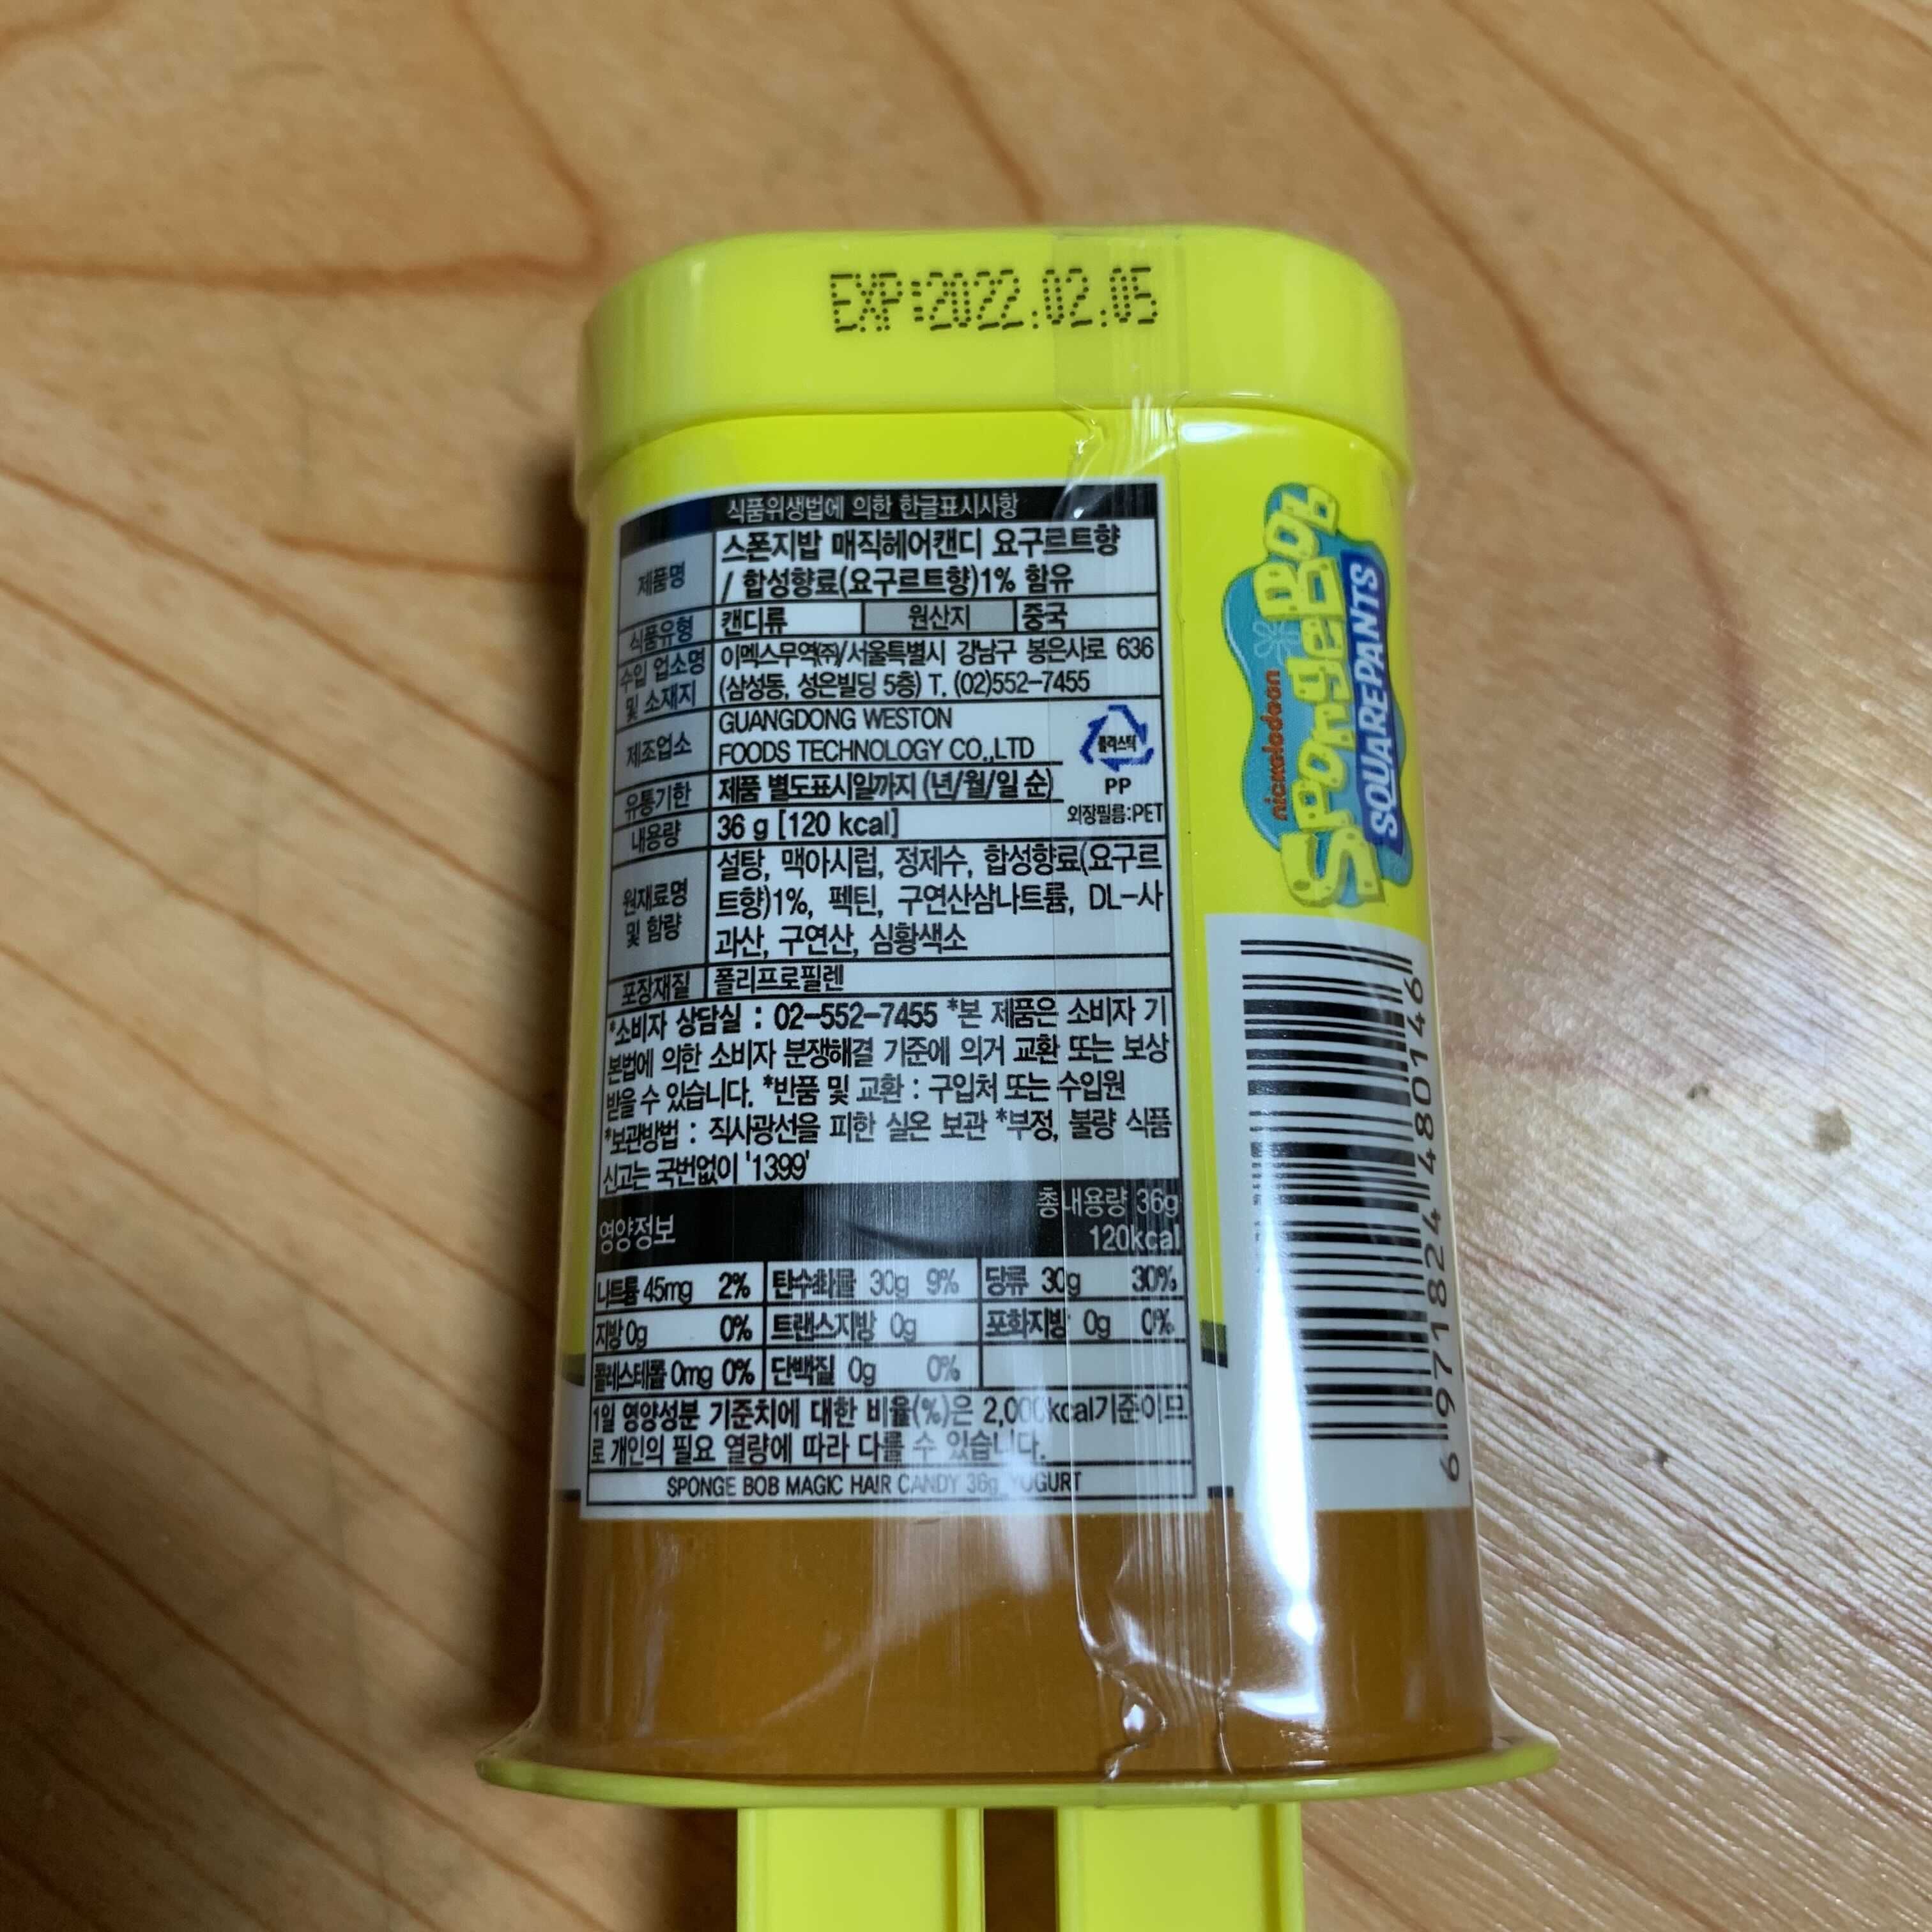 EXP:2022.02.05
식품위생법에 의한 한글표시사항
제품명
스폰지밥 매직헤어캔디 요구르트향
/ 합성향료(요구르트향)1% 함유
식품유형 캔디류 원산지 중국
수입 업소명
및 소재지
이멕스무역㈜/서울특별시 강남구 봉은사로 636
(삼성동, 성은빌딩 5층) T. (02)552-7455
제조업소
GUANGDONG WESTON
FOODS TECHNOLOGY CO.,LTD
플라스틱
PP
외장필름:PET
유통기한 제품 별도표시일까지 (년/월/일 순)
내용량 36 g [120 kcal]
원재료명
및 함량
설탕, 맥아시럽, 정제수, 합성향료(요구르
트향)1%, 펙틴, 구연산삼나트륨, DL-사
과산, 구연산, 심황색소
포장재질 폴리프로필렌
*소비자 상담실 : 02-552-7455 *본 제품은 소비자 기
본법에 의한 소비자 분쟁해결 기준에 의거 교환 또는 보상
받을 수 있습니다. *반품 및 교환 : 구입처 또는 수입원
*보관방법 : 직사광선을 피한 실온 보관 *부정, 불량 식품
신고는 국번없이 '1399'
영양정보
총 내용량 36g
120kcal
나트륨 45mg 2% 탄수화물 30g 9% 당류 30g 30%
지방 0g 0% 트랜스지방 0g 포화지방 0g 0%
콜레스테롤 0mg 0% 단백질 0g 0%
1일 영양성분 기준치에 대한 비율(%)은 2,000kcal기준이므
로 개인의 필요 열량에 따라 다를 수 있습니다.
SPONGE BOB MAGIC HAIR CANDY 36g_YOGURT
nickelodeon
SPONGEBOB
SQUAREPANTS
6971824480146